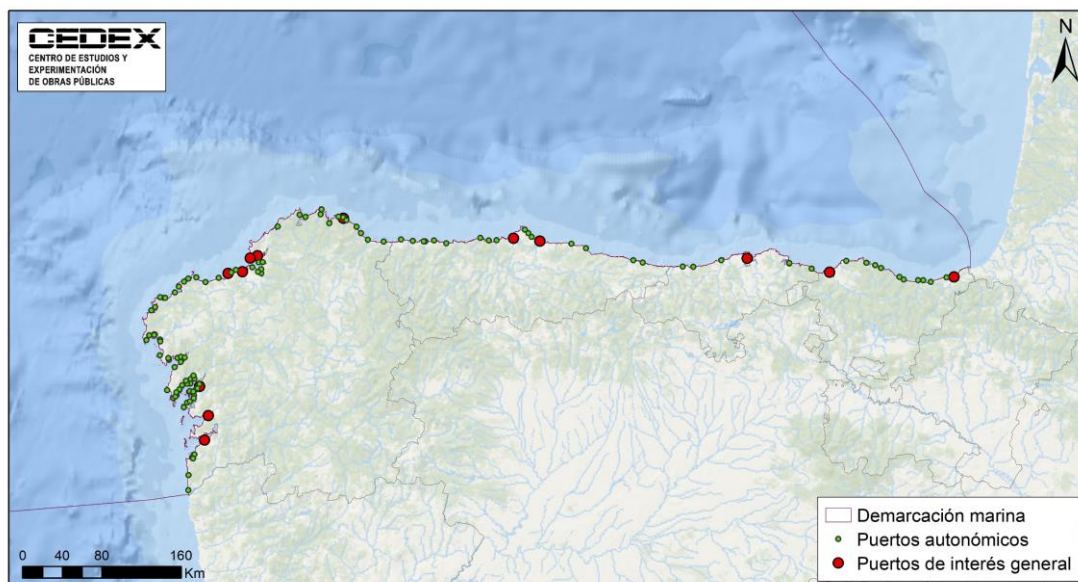 CEDEX
CENTRO DE ESTUDIOS Y
EXPERIMENTACIÓN
DE OBRAS PÚBLICAS
N
Demarcación marina
Puertos autonómicos
Puertos de interés general
0 40 80 160
Km